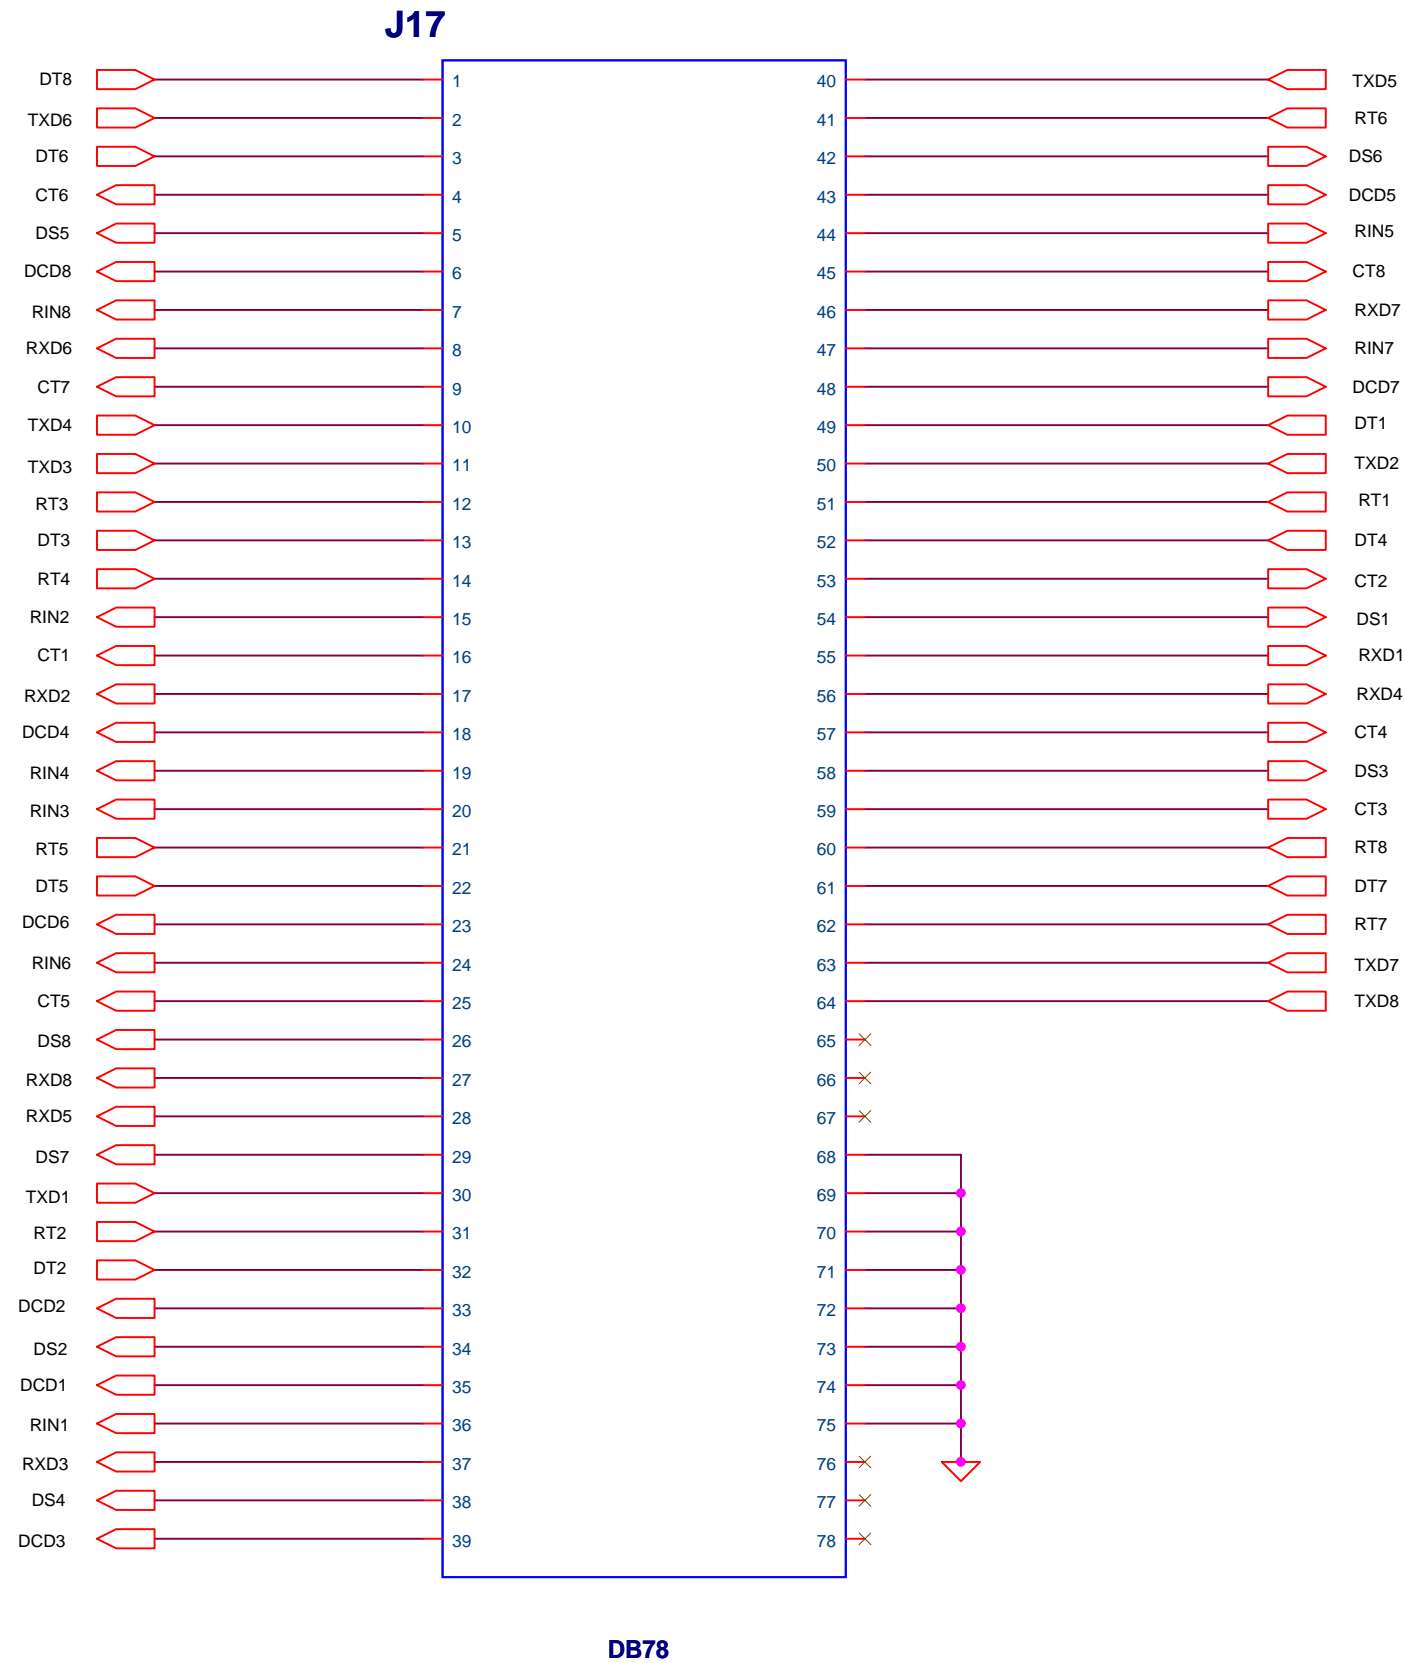 J17
DT8 1 40 TXD5
TXD6 2 41 RT6
DT6 3 42 DS6
CT6 4 43 DCD5
DS5 5 44 RIN5
DCD8 6 45 CT8
RIN8 7 46 RXD7
RXD6 8 47 RIN7
CT7 9 48 DCD7
TXD4 10 49 DT1
TXD3 11 50 TXD2
RT3 12 51 RT1
DT3 13 52 DT4
RT4 14 53 CT2
RIN2 15 54 DS1
CT1 16 55 RXD1
RXD2 17 56 RXD4
DCD4 18 57 CT4
RIN4 19 58 DS3
RIN3 20 59 CT3
RT5 21 60 RT8
DT5 22 61 DT7
DCD6 23 62 RT7
RIN6 24 63 TXD7
CT5 25 64 TXD8
DS8 26 65
RXD8 27 66
RXD5 28 67
DS7 29 68
TXD1 30 69
RT2 31 70
DT2 32 71
DCD2 33 72
DS2 34 73
DCD1 35 74
RIN1 36 75
RXD3 37 76
DS4 38 77
DCD3 39 78
DB78